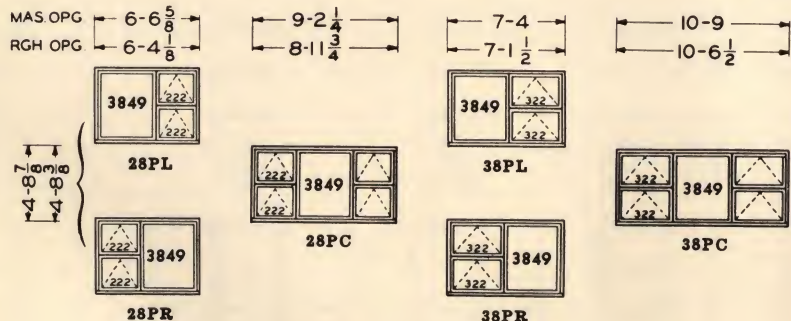 MAS.OPG. 6-6 5/8 9-2 1/4 7-4 10-9
RGH OPG. 6-4 1/8 8-11 3/4 7-1 1/2 10-6 1/2
3849 222 222
28PL
3849 322 322
38PL
4-8 7/8
4-8 3/8
222 222 3849
28PC
322 322 3849
38PC
222 222 3849
28PR
322 322 3849
38PR